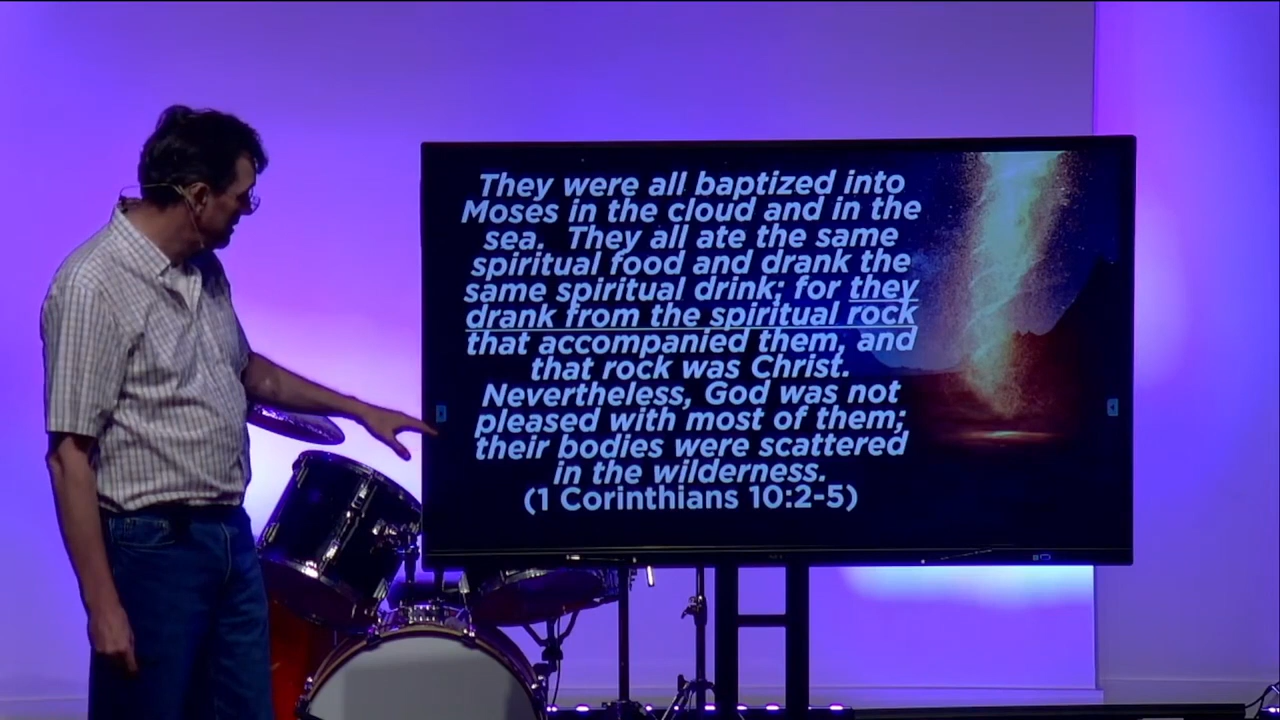 They were all baptized into
Moses in the cloud and in the
sea. They all ate the same
spiritual food and drank the
same spiritual drink; for they
drank from the spiritual rock
that accompanied them, and
that rock was Christ.
Nevertheless, God was not
pleased with most of them;
their bodies were scattered
in the wilderness.
(1 Corinthians 10:2-5)